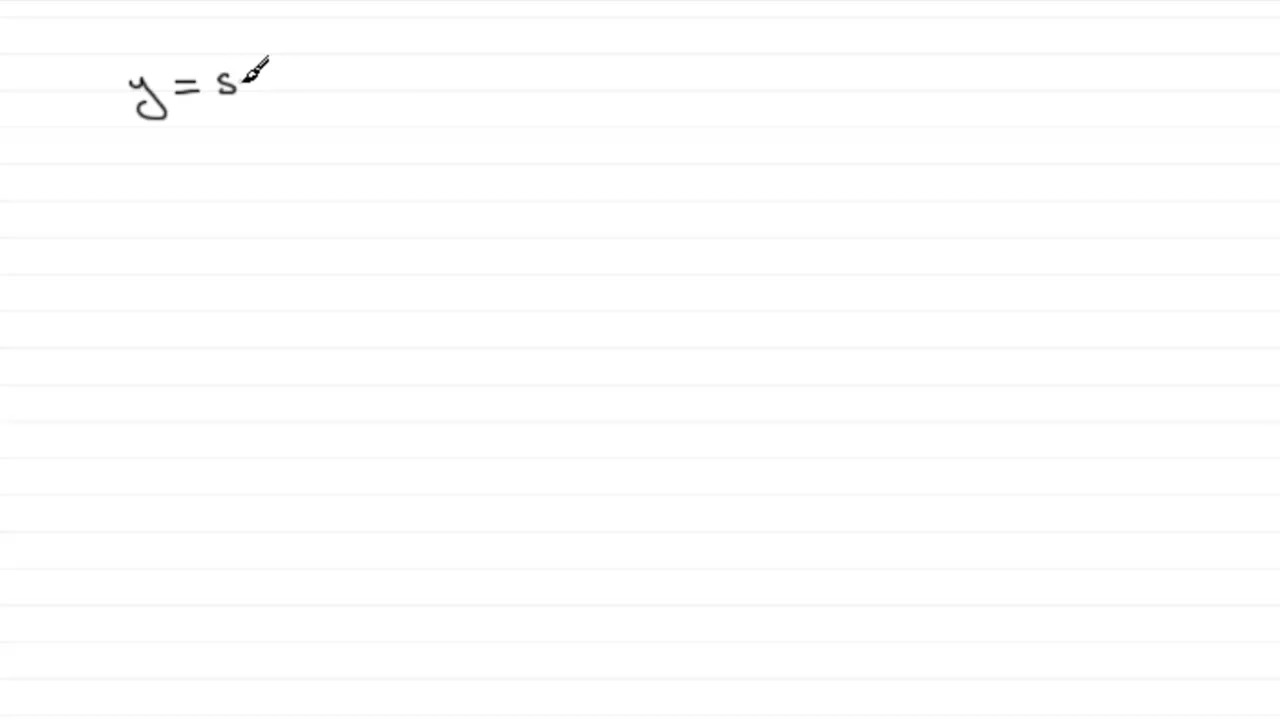 y = s